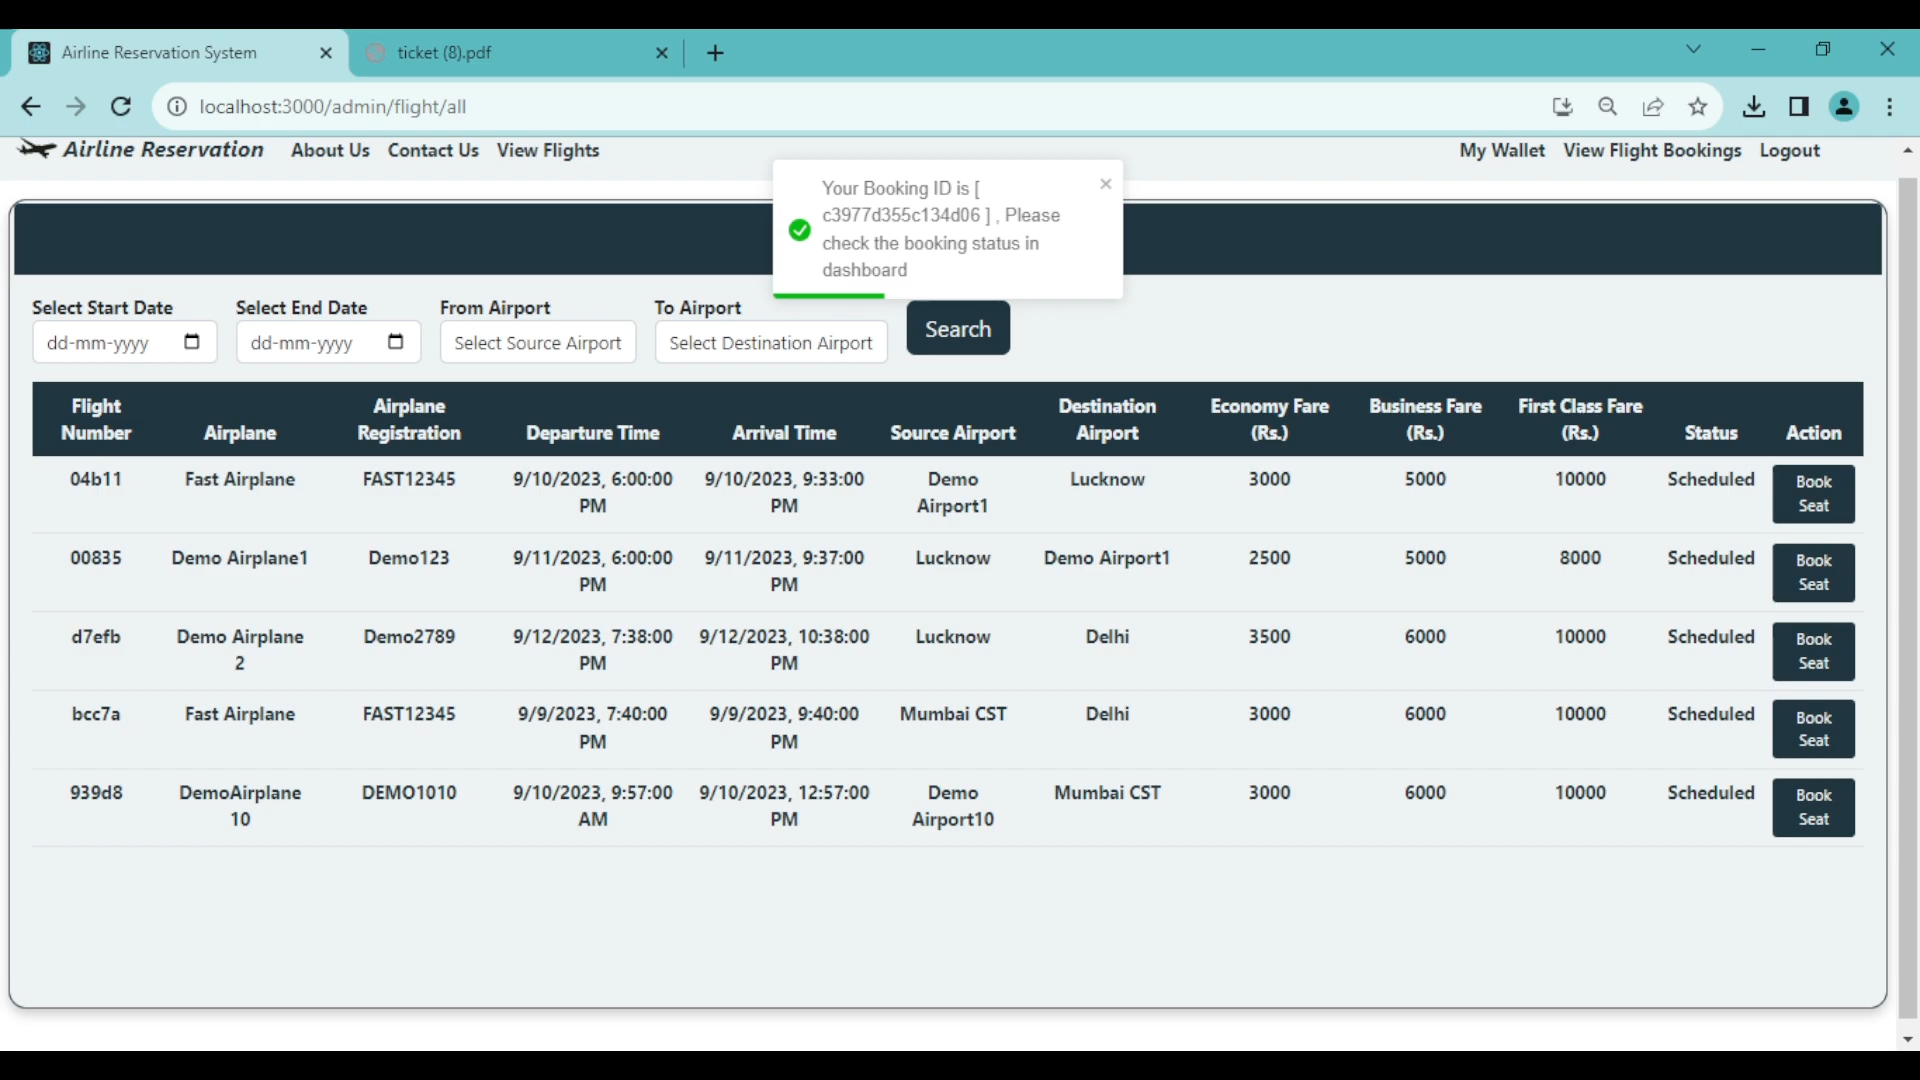 Airline Reservation System
ticket (8).pdf
localhost:3000/admin/flight/all
Airline Reservation About Us Contact Us View Flights My Wallet View Flight Bookings Logout
Your Booking ID is [
c3977d355c134d06 ] , Please
check the booking status in
dashboard
Select Start Date Select End Date From Airport To Airport
dd-mm-yyyy dd-mm-yyyy Select Source Airport Select Destination Airport Search
Flight Number Airplane Airplane Registration Departure Time Arrival Time Source Airport Destination Airport Economy Fare (Rs.) Business Fare (Rs.) First Class Fare (Rs.) Status Action
04b11 Fast Airplane FAST12345 9/10/2023, 6:00:00 PM 9/10/2023, 9:33:00 PM Demo Airport1 Lucknow 3000 5000 10000 Scheduled Book Seat
00835 Demo Airplane1 Demo123 9/11/2023, 6:00:00 PM 9/11/2023, 9:37:00 PM Lucknow Demo Airport1 2500 5000 8000 Scheduled Book Seat
d7efb Demo Airplane 2 Demo2789 9/12/2023, 7:38:00 PM 9/12/2023, 10:38:00 PM Lucknow Delhi 3500 6000 10000 Scheduled Book Seat
bcc7a Fast Airplane FAST12345 9/9/2023, 7:40:00 PM 9/9/2023, 9:40:00 PM Mumbai CST Delhi 3000 6000 10000 Scheduled Book Seat
939d8 DemoAirplane 10 DEMO1010 9/10/2023, 9:57:00 AM 9/10/2023, 12:57:00 PM Demo Airport10 Mumbai CST 3000 6000 10000 Scheduled Book Seat